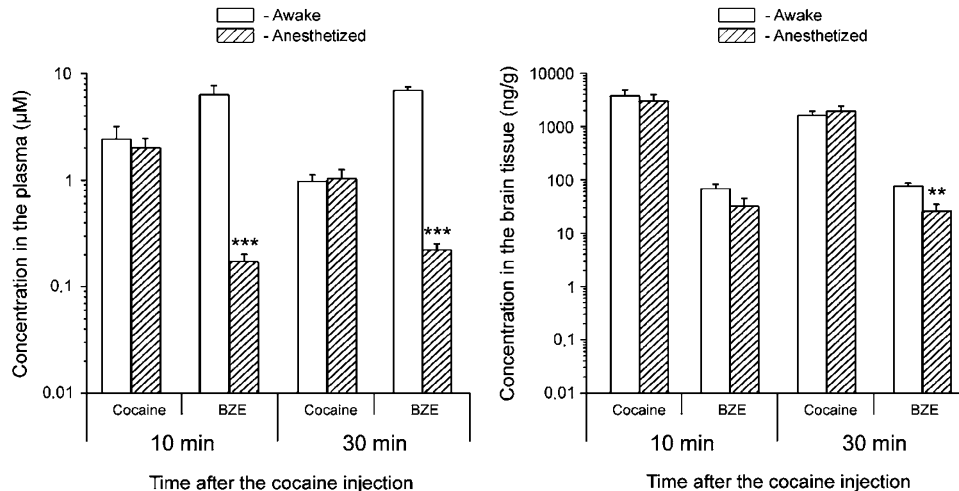 - Awake
- Anesthetized
Concentration in the plasma (μM)
10
1
0.1
0.01
***
***
Cocaine
BZE
Cocaine
BZE
10 min
30 min
Time after the cocaine injection
- Awake
- Anesthetized
Concentration in the brain tissue (ng/g)
10000
1000
100
10
1
0.1
0.01
**
Cocaine
BZE
Cocaine
BZE
10 min
30 min
Time after the cocaine injection